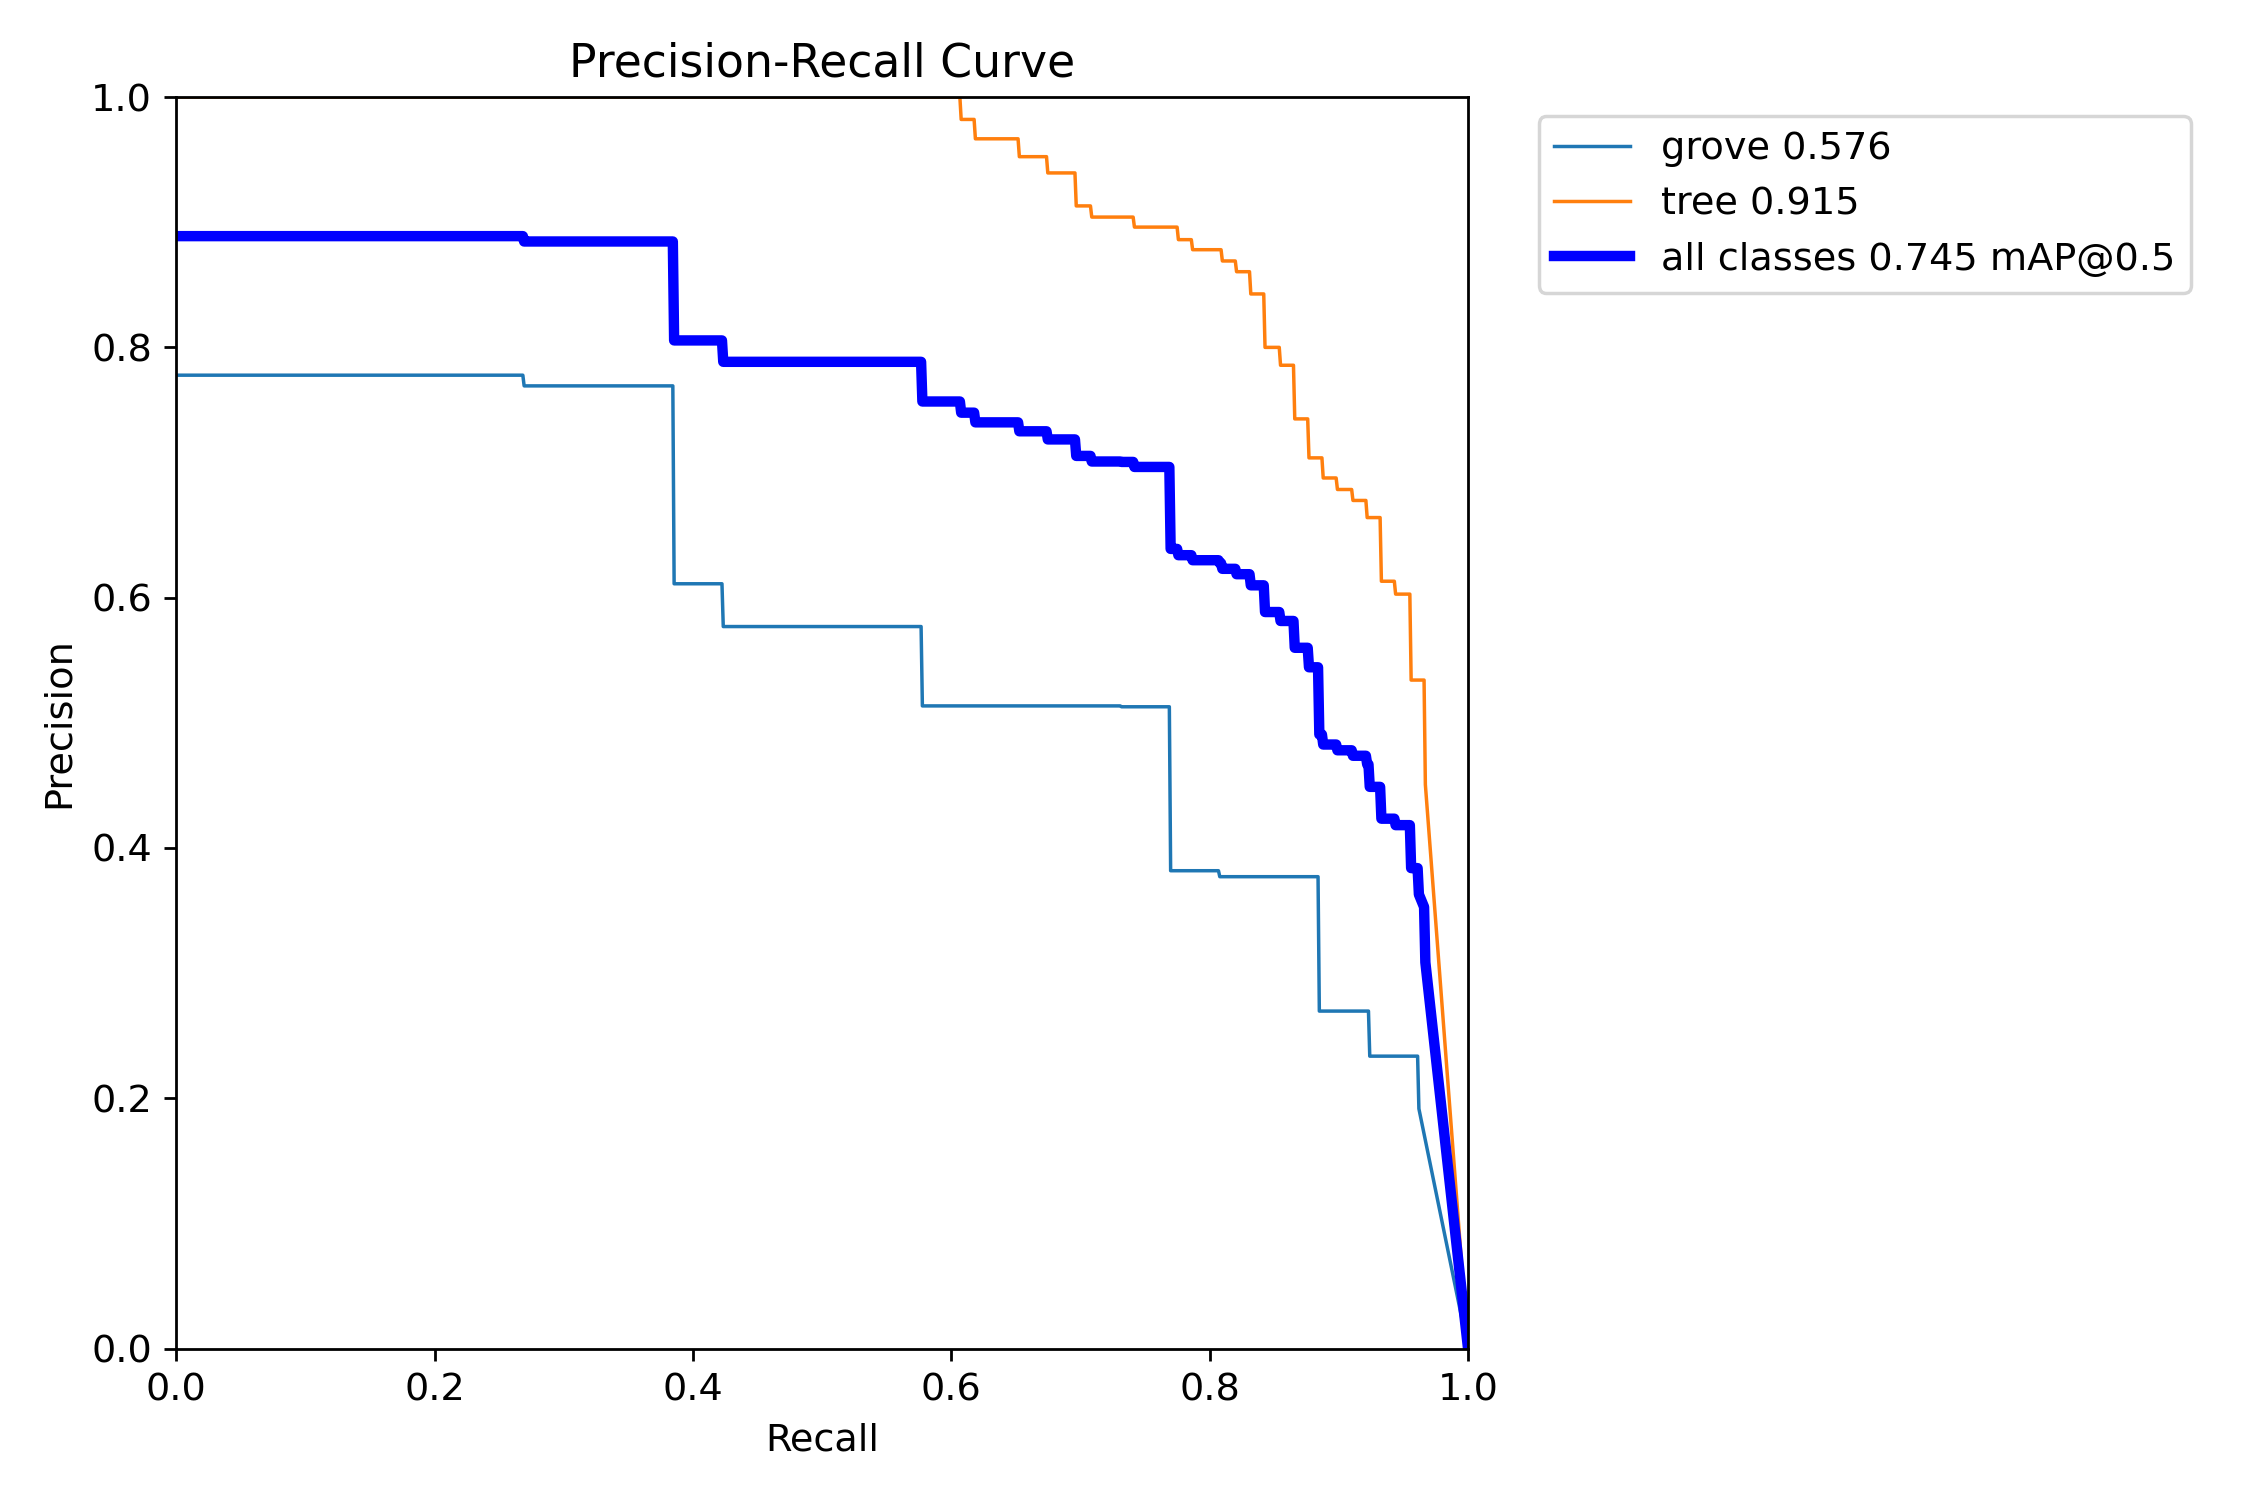 Precision-Recall Curve
1.0
0.8
0.6
0.4
0.2
0.0
Precision
0.0 0.2 0.4 0.6 0.8 1.0
Recall
grove 0.576
tree 0.915
all classes 0.745 mAP@0.5